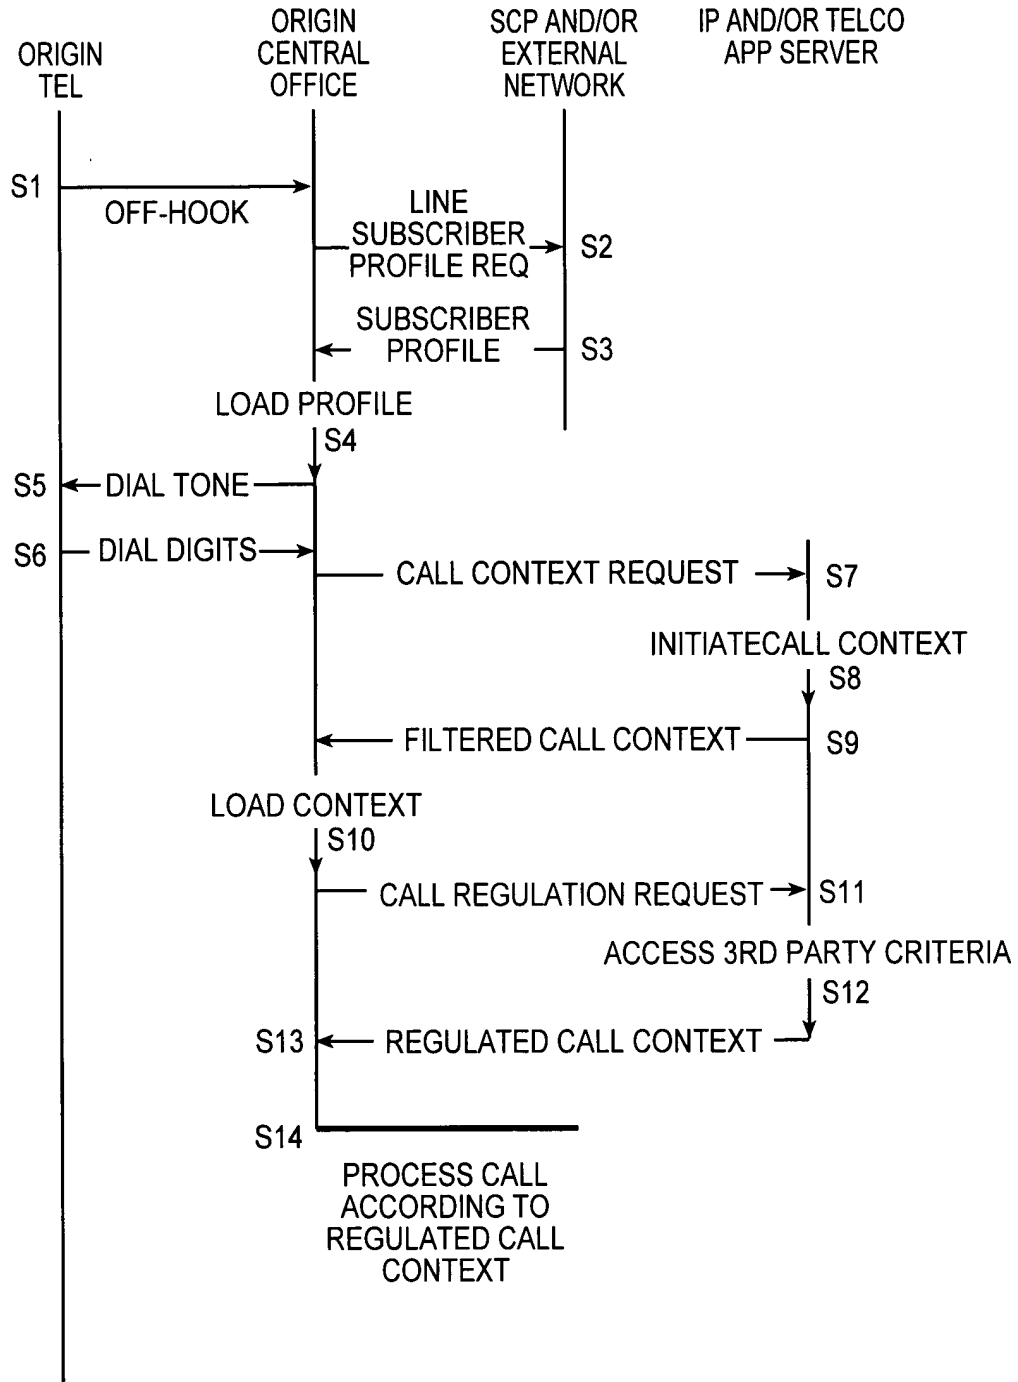 ORIGIN
TEL
ORIGIN
CENTRAL
OFFICE
SCP AND/OR
EXTERNAL
NETWORK
IP AND/OR TELCO
APP SERVER
S1
OFF-HOOK
LINE
SUBSCRIBER
PROFILE REQ
S2
SUBSCRIBER
PROFILE
S3
LOAD PROFILE
S4
S5
DIAL TONE
S6
DIAL DIGITS
CALL CONTEXT REQUEST
S7
INITIATECALL CONTEXT
S8
FILTERED CALL CONTEXT
S9
LOAD CONTEXT
S10
CALL REGULATION REQUEST
S11
ACCESS 3RD PARTY CRITERIA
S12
S13
REGULATED CALL CONTEXT
S14
PROCESS CALL
ACCORDING TO
REGULATED CALL
CONTEXT